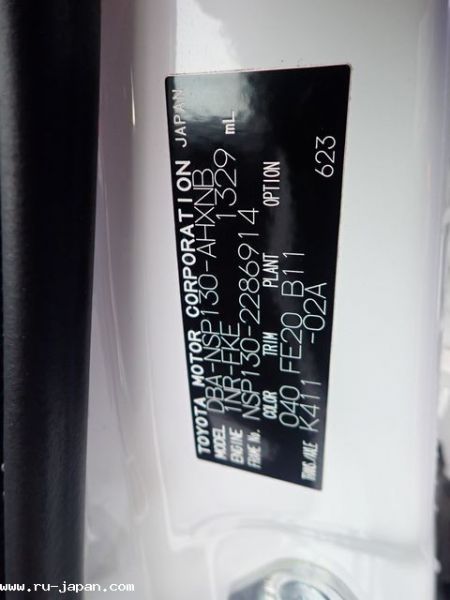 TOYOTA MOTOR CORPORATION JAPAN
MODEL DBA-NSP130-AHXNB
ENGINE 1NR-FKE 1329 mL
FRAME No. NSP130-2286914
COLOR TRIM PLANT OPTION
040 FE20 B11 623
TRANS/AXLE K411 -02A
www.ru-japan.com